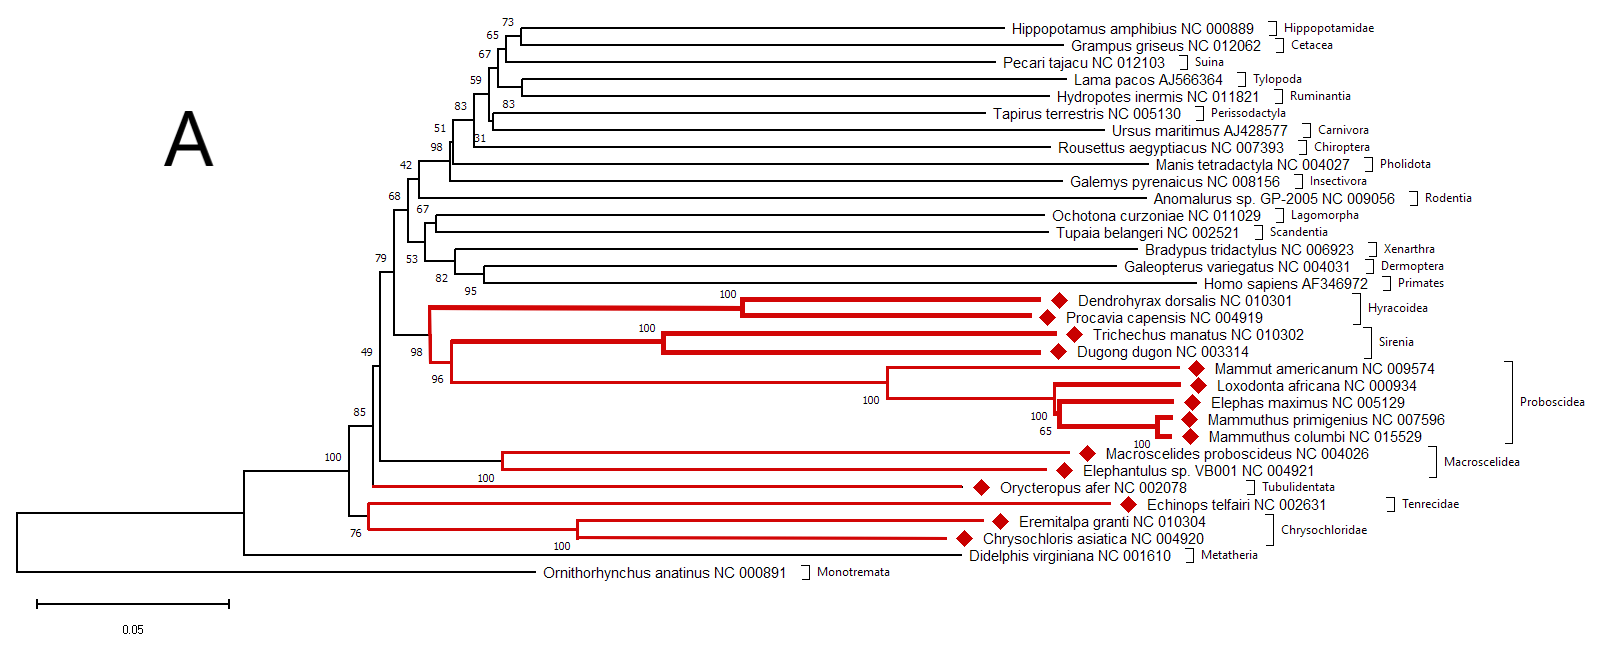 A
73
Hippopotamus amphibius NC 000889 Hippopotamidae
65
Grampus griseus NC 012062 Cetacea
67
Pecari tajacu NC 012103 Suina
59
Lama pacos AJ566364 Tylopoda
83
Hydropotes inermis NC 011821 Ruminantia
83
Tapirus terrestris NC 005130 Perissodactyla
51
Ursus maritimus AJ428577 Carnivora
31
98
Rousettus aegyptiacus NC 007393 Chiroptera
42
Manis tetradactyla NC 004027 Pholidota
Galemys pyrenaicus NC 008156 Insectivora
68
Anomalurus sp. GP-2005 NC 009056 Rodentia
67
Ochotona curzoniae NC 011029 Lagomorpha
Tupaia belangeri NC 002521 Scandentia
79
53
Bradypus tridactylus NC 006923 Xenarthra
82
Galeopterus variegatus NC 004031 Dermoptera
95
Homo sapiens AF346972 Primates
100
Dendrohyrax dorsalis NC 010301
Hyracoidea
Procavia capensis NC 004919
100
Trichechus manatus NC 010302
Sirenia
49
98
Dugong dugon NC 003314
96
Mammut americanum NC 009574
100
Loxodonta africana NC 000934
Elephas maximus NC 005129 Proboscidea
85
100
Mammuthus primigenius NC 007596
65
Mammuthus columbi NC 015529
100
100
Macroscelides proboscideus NC 004026
Macroscelidea
Elephantulus sp. VB001 NC 004921
100
Orycteropus afer NC 002078 Tubulidentata
Echinops telfairi NC 002631 Tenrecidae
76
Eremitalpa granti NC 010304
Chrysochloridae
Chrysochloris asiatica NC 004920
100
Didelphis virginiana NC 001610 Metatheria
Ornithorhynchus anatinus NC 000891 Monotremata
0.05